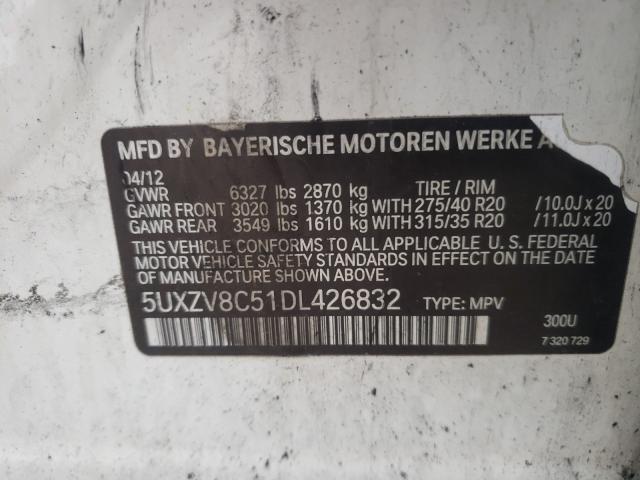 MFD BY BAYERISCHE MOTOREN WERKE A
04/12
GVWR 6327 lbs 2870 kg TIRE / RIM
GAWR FRONT 3020 lbs 1370 kg WITH 275/40 R20 /10.0J x 20
GAWR REAR 3549 lbs 1610 kg WITH 315/35 R20 /11.0J x 20
THIS VEHICLE CONFORMS TO ALL APPLICABLE U. S. FEDERAL
MOTOR VEHICLE SAFETY STANDARDS IN EFFECT ON THE DATE
OF MANUFACTURE SHOWN ABOVE.
5UXZV8C51DL426832 TYPE: MPV
300U
7 320 729